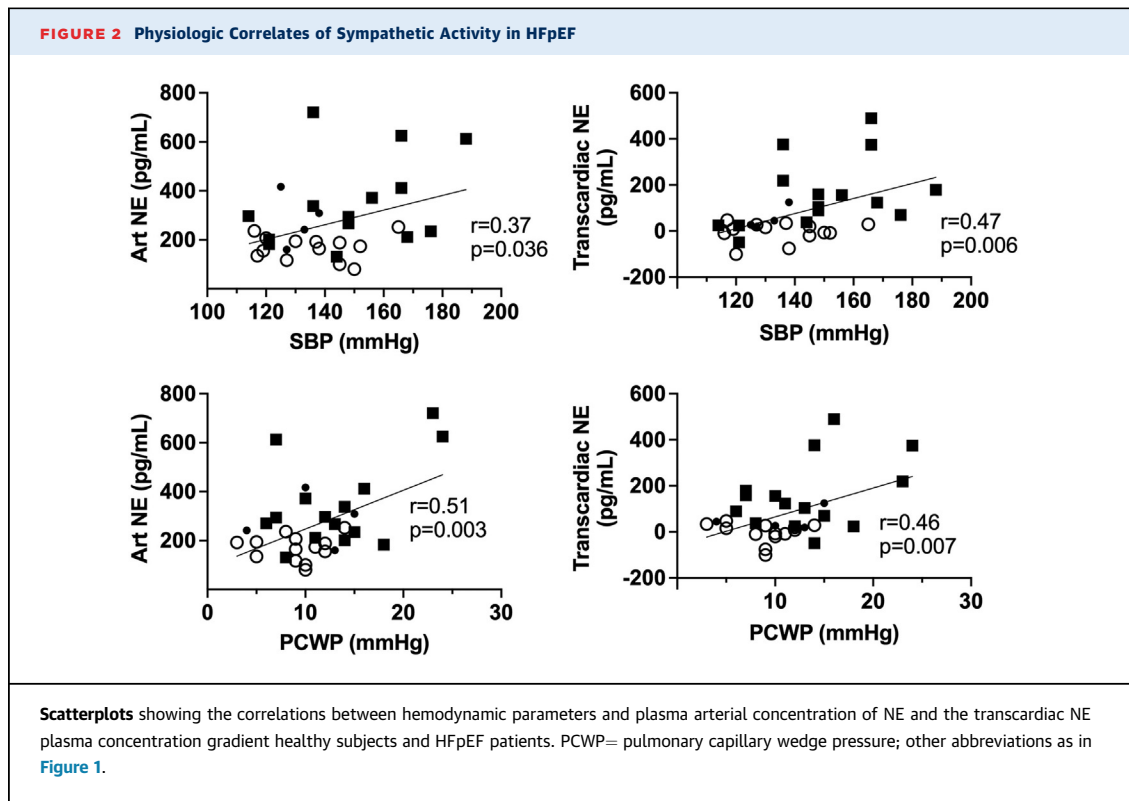 FIGURE 2 Physiologic Correlates of Sympathetic Activity in HFpEF
800
600
400
200
Art NE (pg/mL)
r=0.37
p=0.036
100 120 140 160 180 200
SBP (mmHg)
600
400
200
0
-200
Transcardiac NE
(pg/mL)
r=0.47
p=0.006
120 140 160 180 200
SBP (mmHg)
800
600
400
200
Art NE (pg/mL)
r=0.51
p=0.003
0 10 20 30
PCWP (mmHg)
600
400
200
0
-200
Transcardiac NE
(pg/mL)
r=0.46
p=0.007
10 20 30
PCWP (mmHg)
Scatterplots showing the correlations between hemodynamic parameters and plasma arterial concentration of NE and the transcardiac NE
plasma concentration gradient healthy subjects and HFpEF patients. PCWP= pulmonary capillary wedge pressure; other abbreviations as in
Figure 1.